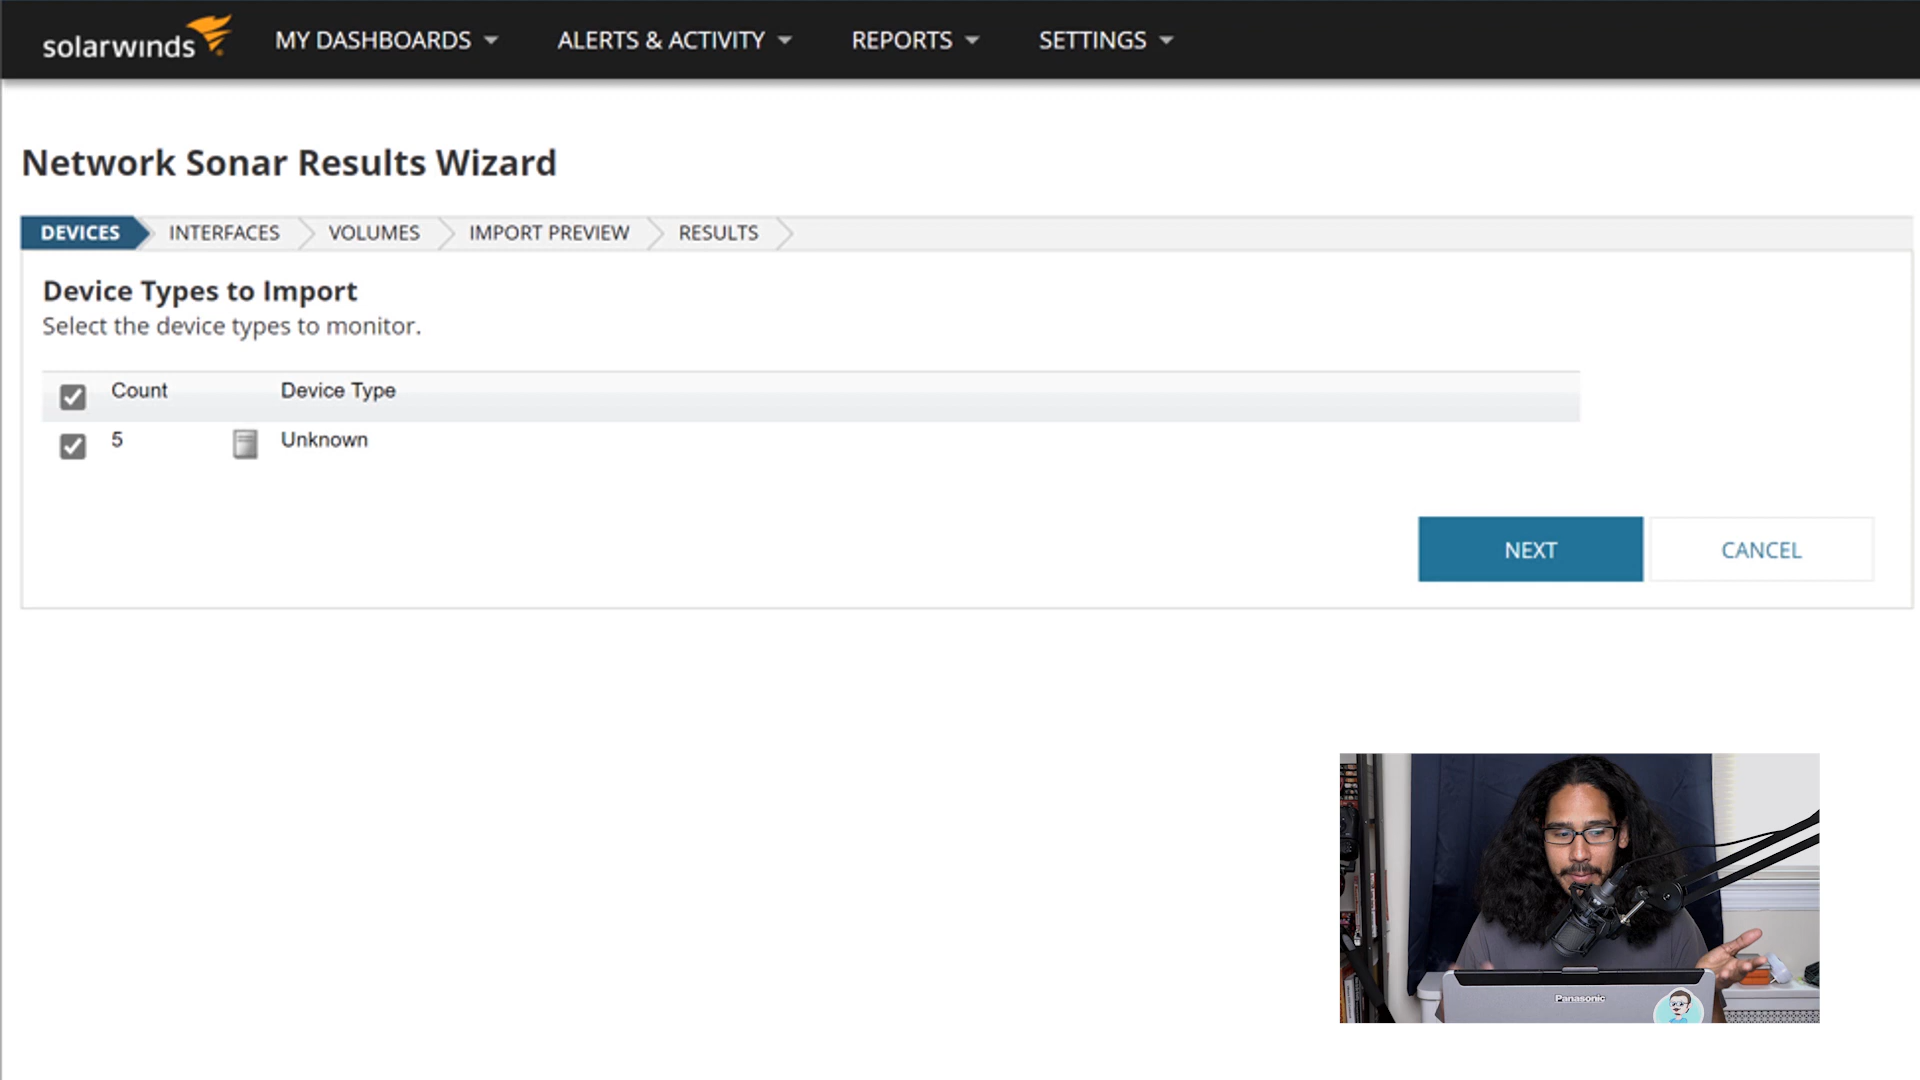 solarwinds MY DASHBOARDS ALERTS & ACTIVITY REPORTS SETTINGS
Network Sonar Results Wizard
DEVICES INTERFACES VOLUMES IMPORT PREVIEW RESULTS
Device Types to Import
Select the device types to monitor.
Count Device Type
5 Unknown
NEXT CANCEL
Panasonic